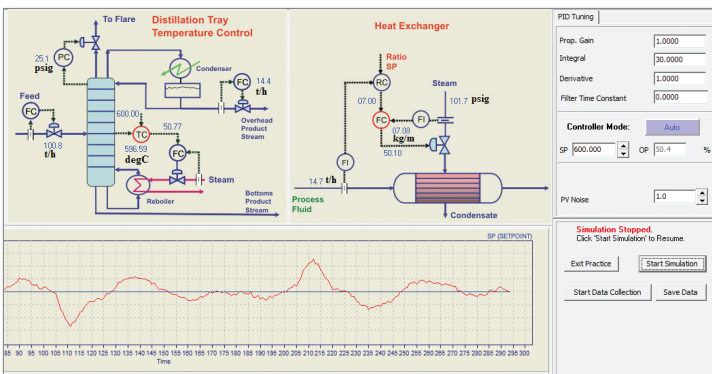 To Flare
Distillation Tray
Temperature Control
25.1
psig
PC
Condenser
FC
14.4
t/h
Overhead
Product
Stream
Feed
FC
100.8
t/h
600.00
TC
596.59
degC
50.77
FC
Steam
Reboiler
Bottoms
Product
Stream
Heat Exchanger
Ratio
SP
RC
Steam
07.00
101.7 psig
FC
FI
07.08
kg/m
50.10
FI
14.7 t/h
Process
Fluid
Condensate
PID Tuning
Prop. Gain 1.0000
Integral 30.0000
Derivative 1.0000
Filter Time Constant 0.0000
Controller Mode: Auto
SP 600.000 OP 50.4 %
PV Noise 1.0
Simulation Stopped.
Click 'Start Simulation' to Resume.
Exit Practice Start Simulation
Start Data Collection Save Data
SP (SETPOINT)
85 90 95 100 105 110 115 120 125 130 135 140 145 150 155 160 165 170 175 180 185 190 195 200 205 210 215 220 225 230 235 240 245 250 255 260 265 270 275 280 285 290 295 300
Time